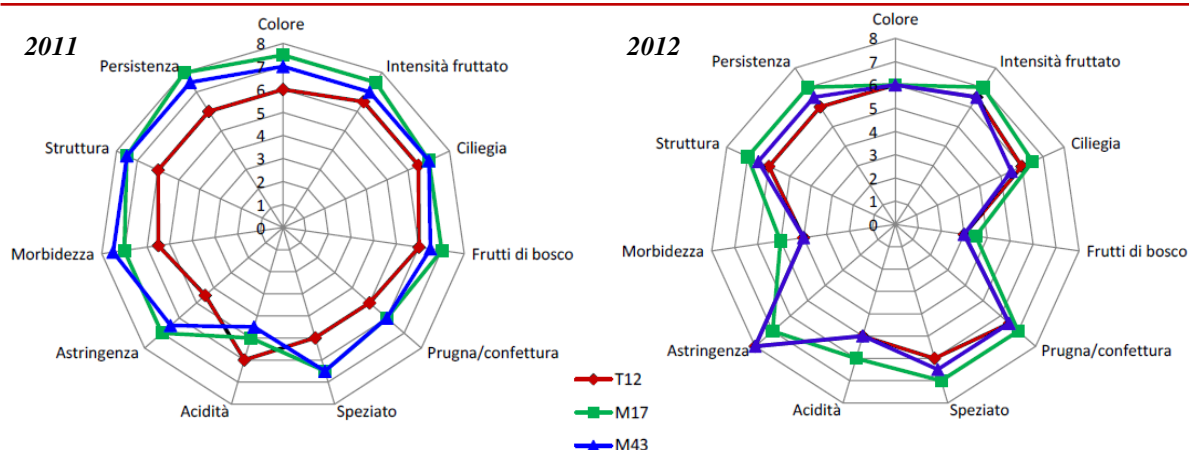 2011
Colore
Intensità fruttato
Ciliegia
Frutti di bosco
Prugna/confettura
Speziato
Acidità
Astringenza
Morbidezza
Struttura
Persistenza
8
7
6
5
4
3
2
1
0
T12
M17
M43
2012
Colore
Intensità fruttato
Ciliegia
Frutti di bosco
Prugna/confettura
Speziato
Acidità
Astringenza
Morbidezza
Struttura
Persistenza
8
7
6
5
4
3
2
1
0